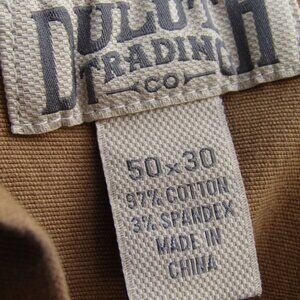 DULUTH
TRADING
CO
50x30
97% COTTON
3% SPANDEX
MADE IN
CHINA